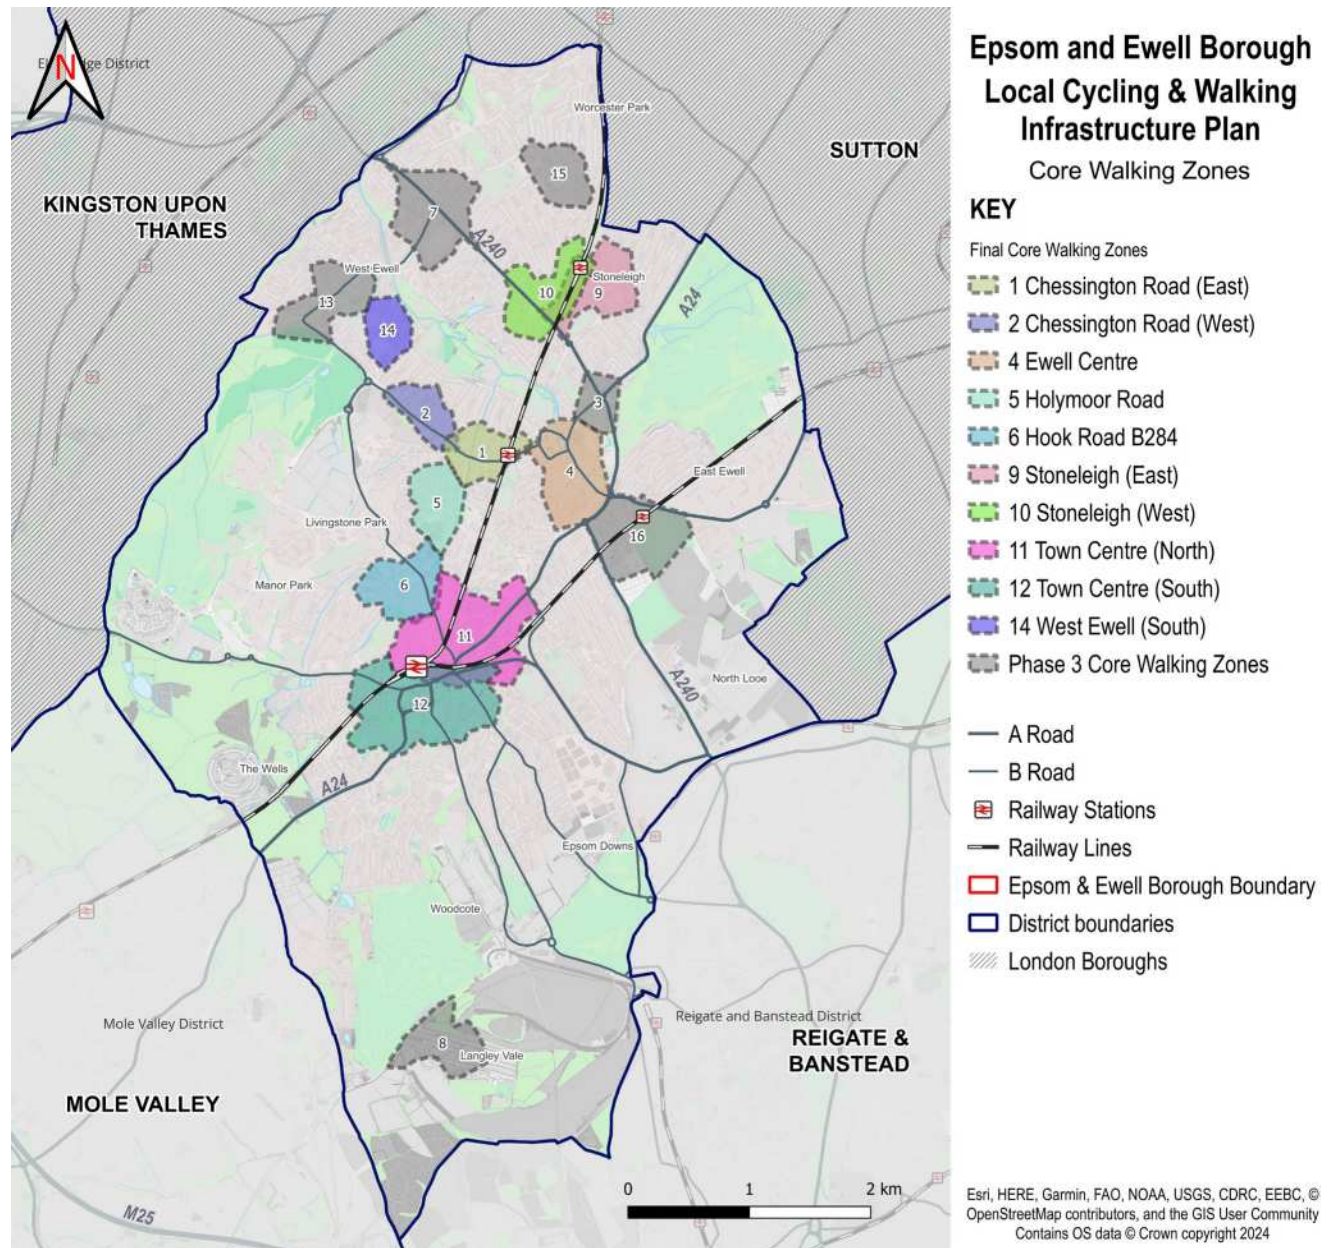 Epsom and Ewell Borough
Local Cycling & Walking
Infrastructure Plan
Core Walking Zones
KEY
Final Core Walking Zones
1 Chessington Road (East)
2 Chessington Road (West)
4 Ewell Centre
5 Holymoor Road
6 Hook Road B284
9 Stoneleigh (East)
10 Stoneleigh (West)
11 Town Centre (North)
12 Town Centre (South)
14 West Ewell (South)
Phase 3 Core Walking Zones
A Road
B Road
Railway Stations
Railway Lines
Epsom & Ewell Borough Boundary
District boundaries
London Boroughs
Esri, HERE, Garmin, FAO, NOAA, USGS, CDRC, EEBC, ©
OpenStreetMap contributors, and the GIS User Community
Contains OS data © Crown copyright 2024
N
District
Worcester Park
SUTTON
15
KINGSTON UPON
THAMES
7
A240
West Ewell
Stoneleigh
13
10
9
A24
14
3
2
1
4
East Ewell
5
Livingstone Park
16
Manor Park
6
11
North Looe
A240
12
The Wells
A24
Epsom Downs
Woodcote
Mole Valley District
Reigate and Banstead District
REIGATE &
BANSTEAD
8
Langley Vale
MOLE VALLEY
M25
0 1 2 km